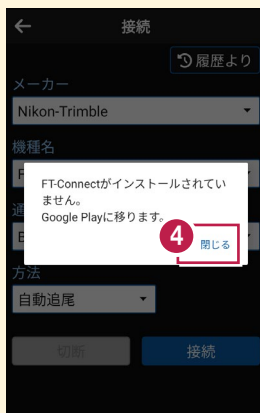 接続
履歴より
メーカー
Nikon-Trimble
機種名
F
FT-Connectがインストールされてい
ません。
Google Playに移ります。
通
4
閉じる
方法
自動追尾
切断
接続